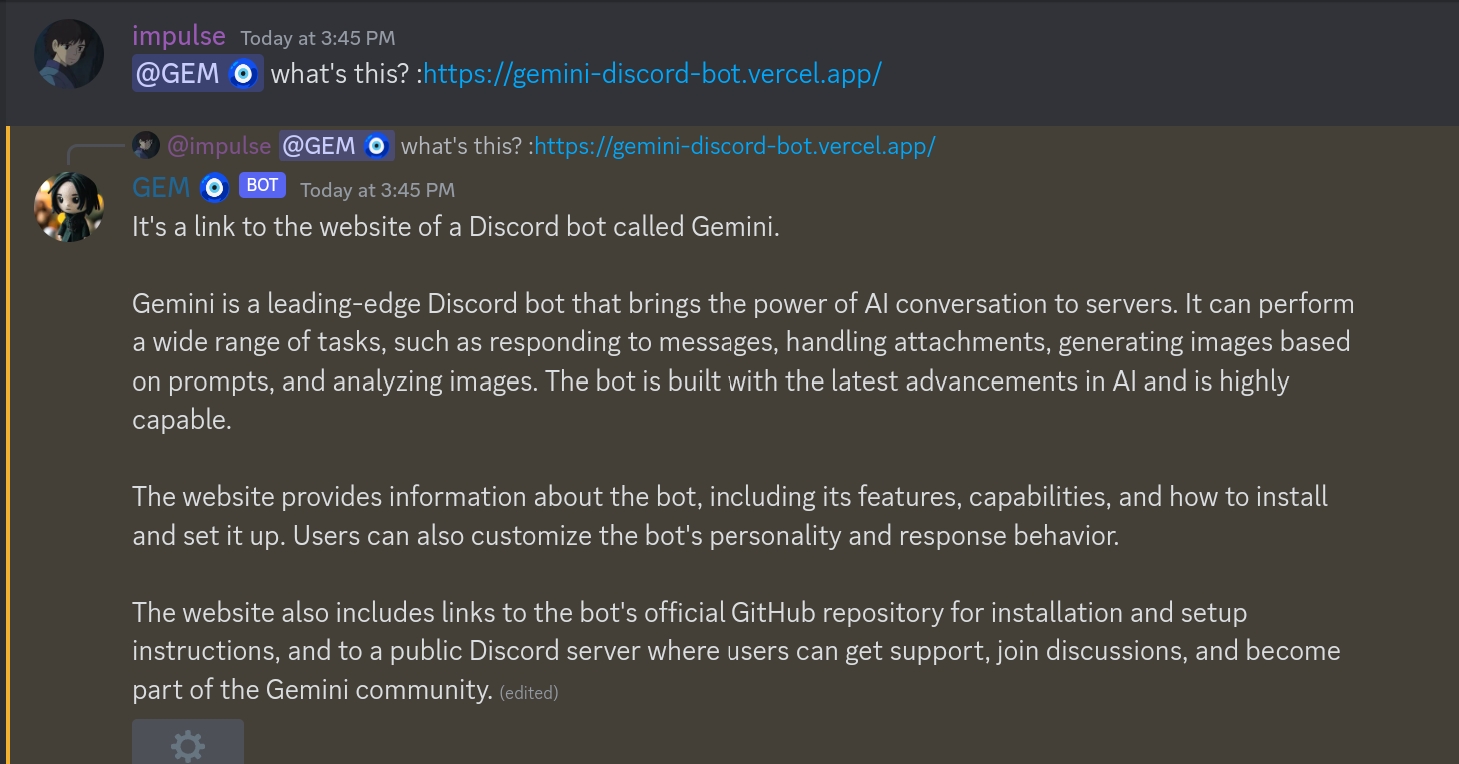 impulse Today at 3:45 PM
@GEM 🧿 what's this? :https://gemini-discord-bot.vercel.app/
@impulse @GEM 🧿 what's this? :https://gemini-discord-bot.vercel.app/
GEM 🧿 BOT Today at 3:45 PM
It's a link to the website of a Discord bot called Gemini.
Gemini is a leading-edge Discord bot that brings the power of AI conversation to servers. It can perform
a wide range of tasks, such as responding to messages, handling attachments, generating images based
on prompts, and analyzing images. The bot is built with the latest advancements in AI and is highly
capable.
The website provides information about the bot, including its features, capabilities, and how to install
and set it up. Users can also customize the bot's personality and response behavior.
The website also includes links to the bot's official GitHub repository for installation and setup
instructions, and to a public Discord server where users can get support, join discussions, and become
part of the Gemini community. (edited)